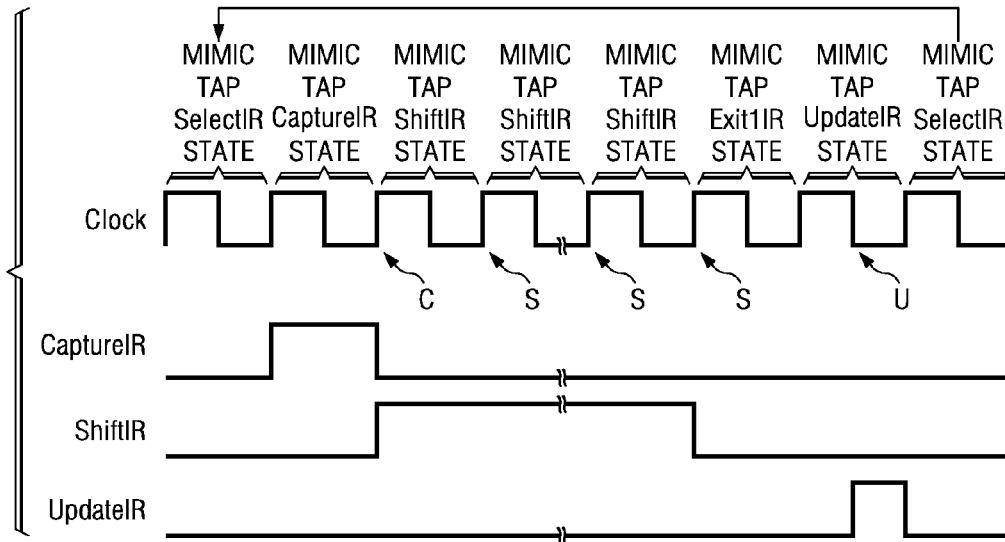 MIMIC MIMIC MIMIC MIMIC MIMIC MIMIC MIMIC MIMIC
TAP TAP TAP TAP TAP TAP TAP TAP
SelectIR CaptureIR ShiftIR ShiftIR ShiftIR Exit1IR UpdateIR SelectIR
STATE STATE STATE STATE STATE STATE STATE STATE
Clock
C S S S U
CaptureIR
ShiftIR
UpdateIR